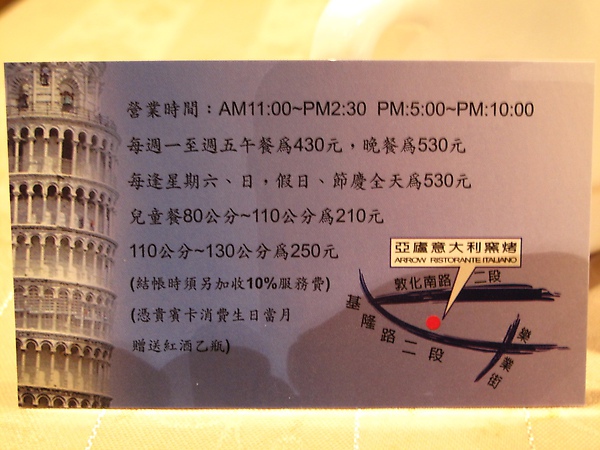 營業時間：AM11:00~PM2:30 PM:5:00~PM:10:00
每週一至週五午餐爲430元，晚餐爲530元
每逢星期六、日，假日、節慶全天爲530元
兒童餐80公分~110公分爲210元
110公分~130公分爲250元
(結帳時須另加收10%服務費)
(憑貴賓卡消費生日當月
贈送紅酒乙瓶)
亞廬意大利窯烤
ARROW RISTORANTE ITALIANO
敦化南路 二段
基隆路二段
樂業街